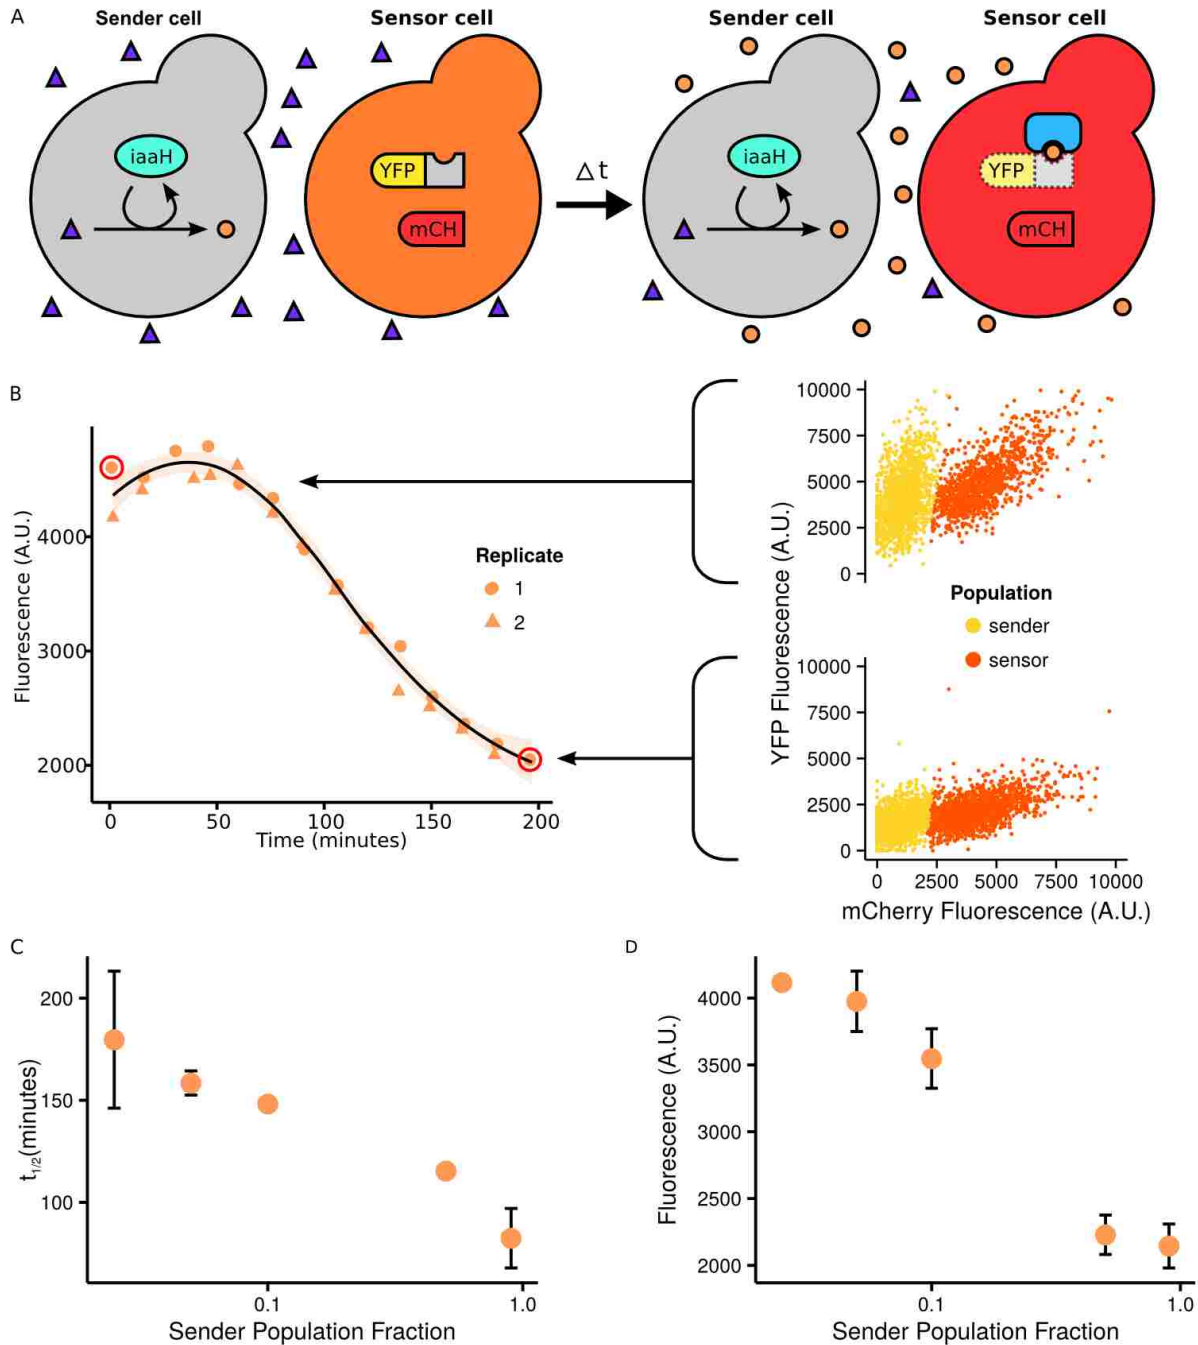 A
Sender cell
Sensor cell
Sender cell
Sensor cell
iaaH
YFP
mCH
Δ t
iaaH
YFP
mCH
B
4000
3000
2000
Fluorescence (A.U.)
0
50
100
150
200
Time (minutes)
Replicate
1
2
10000
7500
5000
2500
0
YFP Fluorescence (A.U.)
Population
sender
sensor
10000
7500
5000
2500
0
0
2500
5000
7500
10000
mCherry Fluorescence (A.U.)
C
200
150
100
t1/2(minutes)
0.1
1.0
Sender Population Fraction
D
4000
3500
3000
2500
2000
Fluorescence (A.U.)
0.1
1.0
Sender Population Fraction